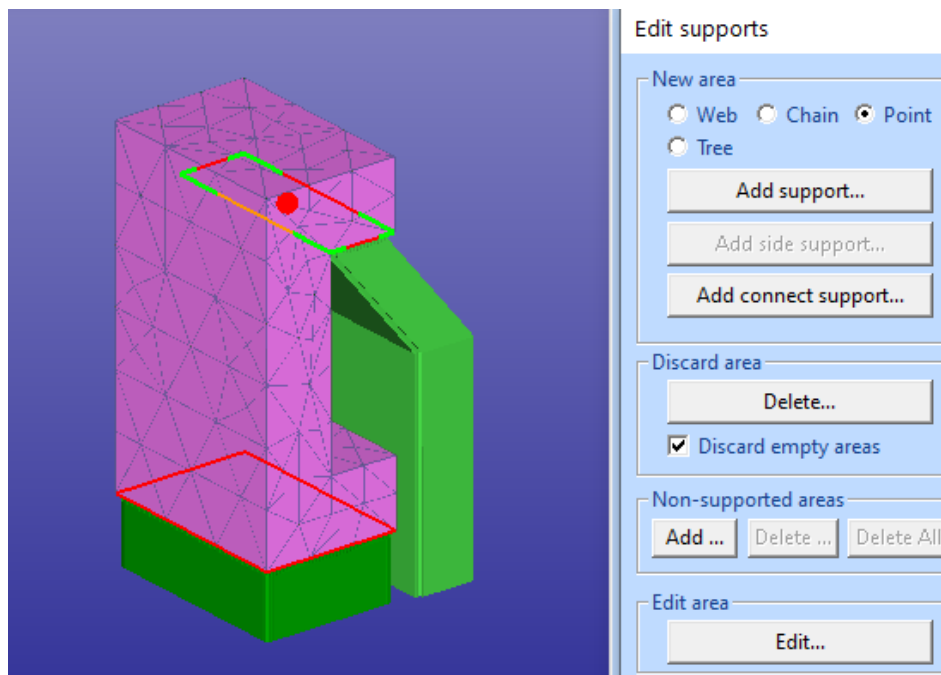 Edit supports
New area
Web Chain Point
Tree
Add support...
Add side support...
Add connect support...
Discard area
Delete...
Discard empty areas
Non-supported areas
Add ... Delete ... Delete All
Edit area
Edit...